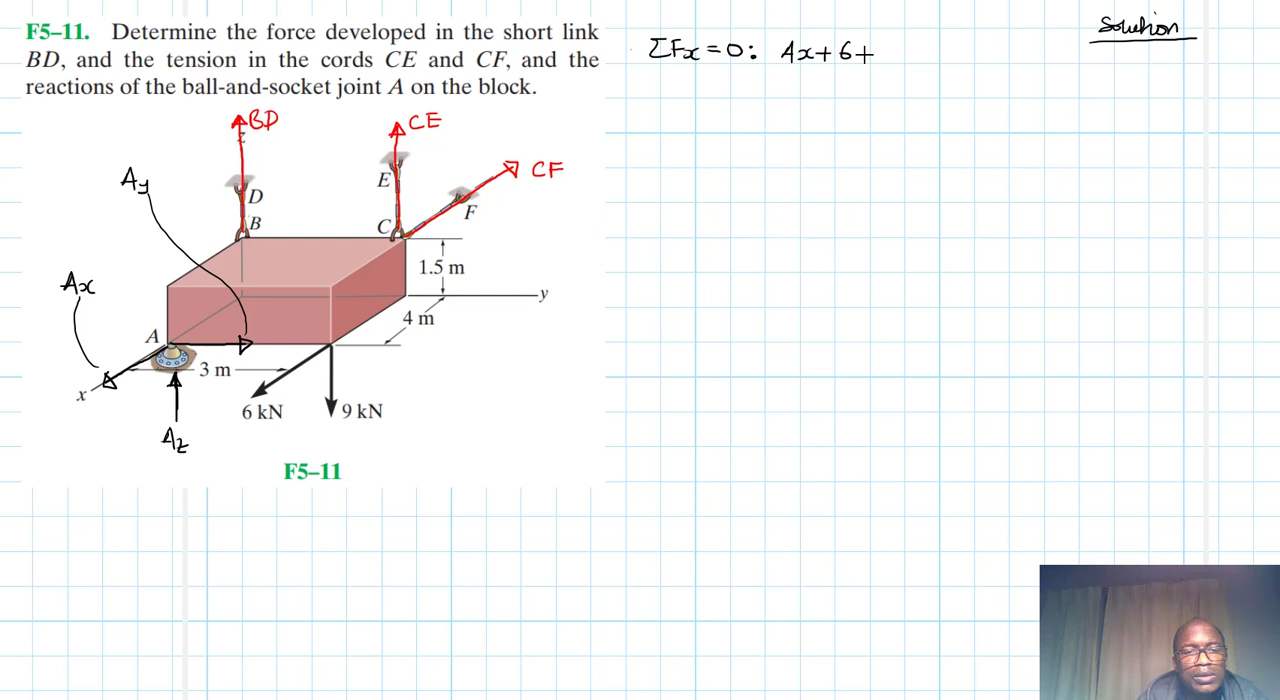 F5–11. Determine the force developed in the short link
BD, and the tension in the cords CE and CF, and the
reactions of the ball-and-socket joint A on the block.
Solution
ΣFx = 0: Ax + 6 +
BD
CE
CF
z
Ay
D
E
B
C
F
1.5 m
Ax
y
4 m
A
3 m
x
6 kN
9 kN
Az
F5–11